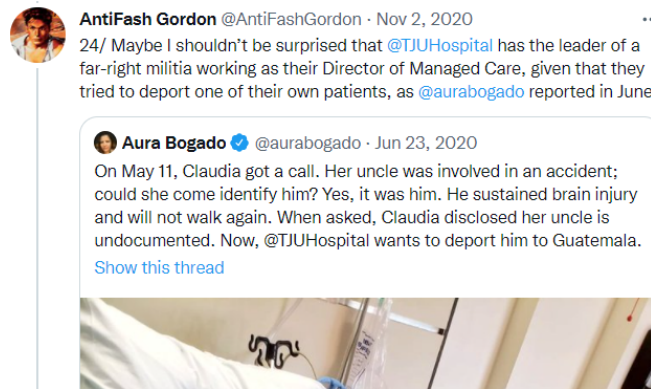 AntiFash Gordon @AntiFashGordon · Nov 2, 2020
24/ Maybe I shouldn't be surprised that @TJUHospital has the leader of a
far-right militia working as their Director of Managed Care, given that they
tried to deport one of their own patients, as @aurabogado reported in June
Aura Bogado @aurabogado · Jun 23, 2020
On May 11, Claudia got a call. Her uncle was involved in an accident;
could she come identify him? Yes, it was him. He sustained brain injury
and will not walk again. When asked, Claudia disclosed her uncle is
undocumented. Now, @TJUHospital wants to deport him to Guatemala.
Show this thread